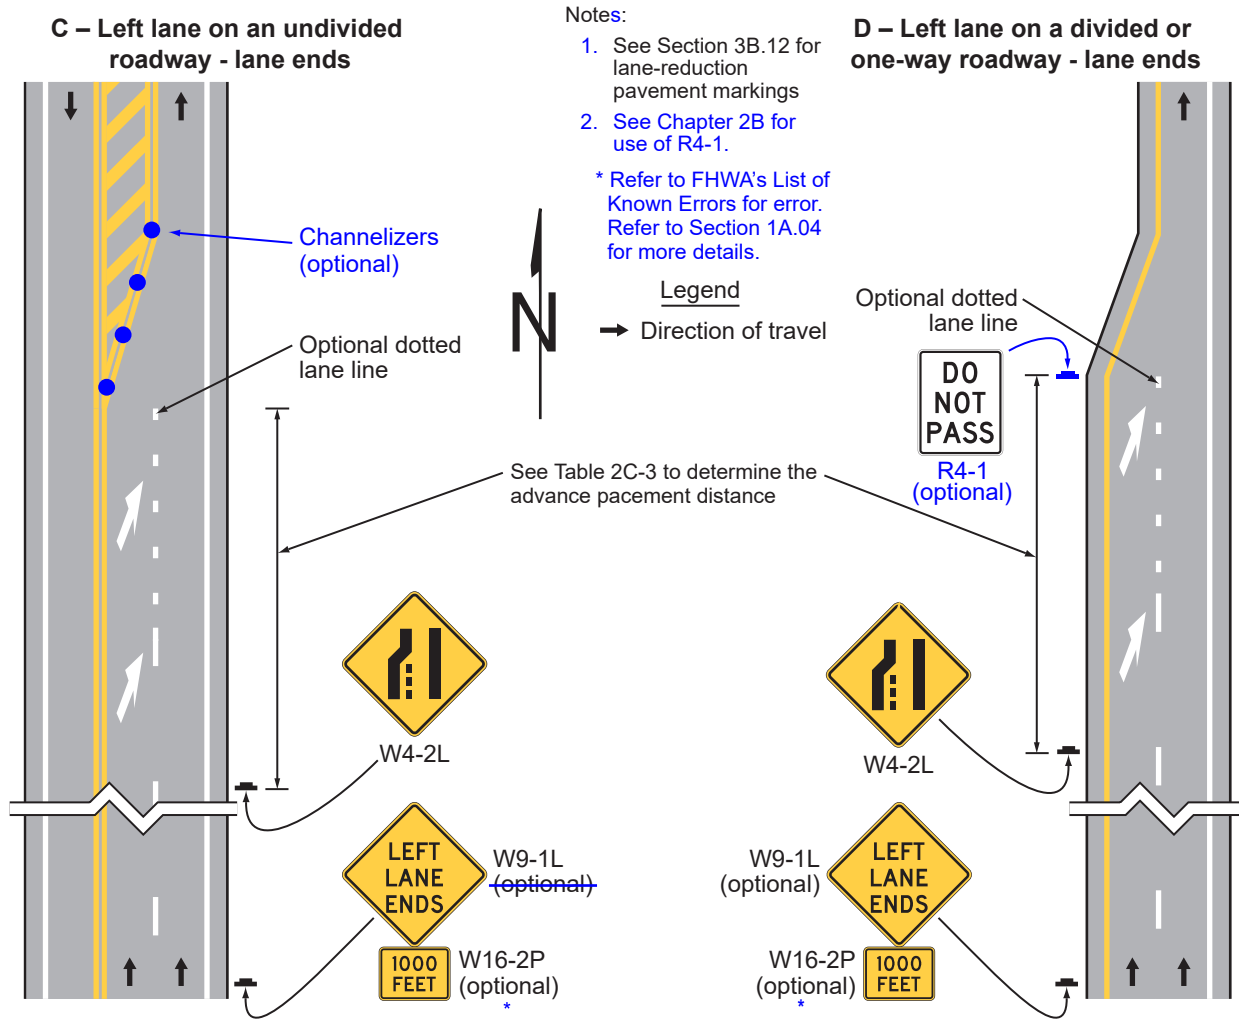 C – Left lane on an undivided
roadway - lane ends
Notes:
1. See Section 3B.12 for
lane-reduction
pavement markings
2. See Chapter 2B for
use of R4-1.
* Refer to FHWA's List of
Known Errors for error.
Refer to Section 1A.04
for more details.
Legend
Direction of travel
N
D – Left lane on a divided or
one-way roadway - lane ends
Channelizers
(optional)
Optional dotted
lane line
Optional dotted
lane line
DO
NOT
PASS
R4-1
(optional)
See Table 2C-3 to determine the
advance pacement distance
W4-2L
W4-2L
LEFT
LANE
ENDS
W9-1L
(optional)
1000
FEET
W16-2P
(optional)
*
W9-1L
(optional)
LEFT
LANE
ENDS
W16-2P
(optional)
*
1000
FEET